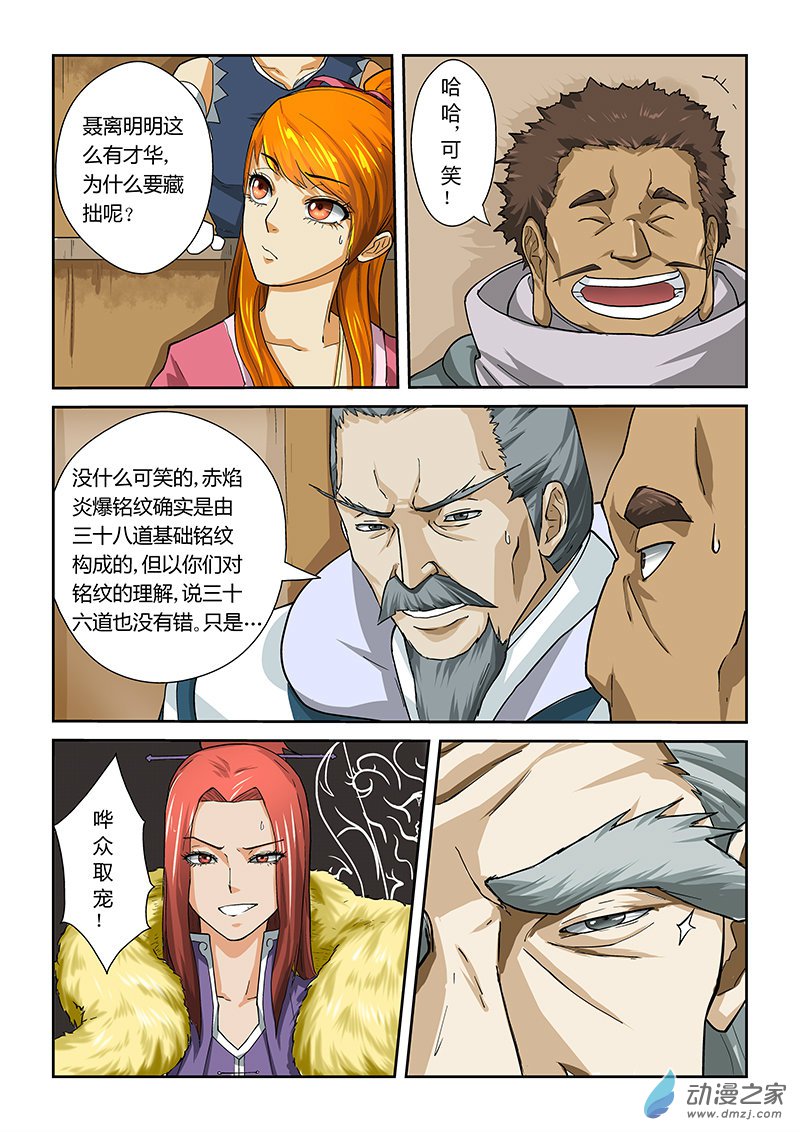 聂离明明这
么有才华,
为什么要藏
拙呢?
哈哈,可笑!
没什么可笑的,赤焰
炎爆铭纹确实是由
三十八道基础铭纹
构成的,但以你们对
铭纹的理解,说三十
六道也没有错。只是…
哗众取宠!
动漫之家
www.dmzj.com